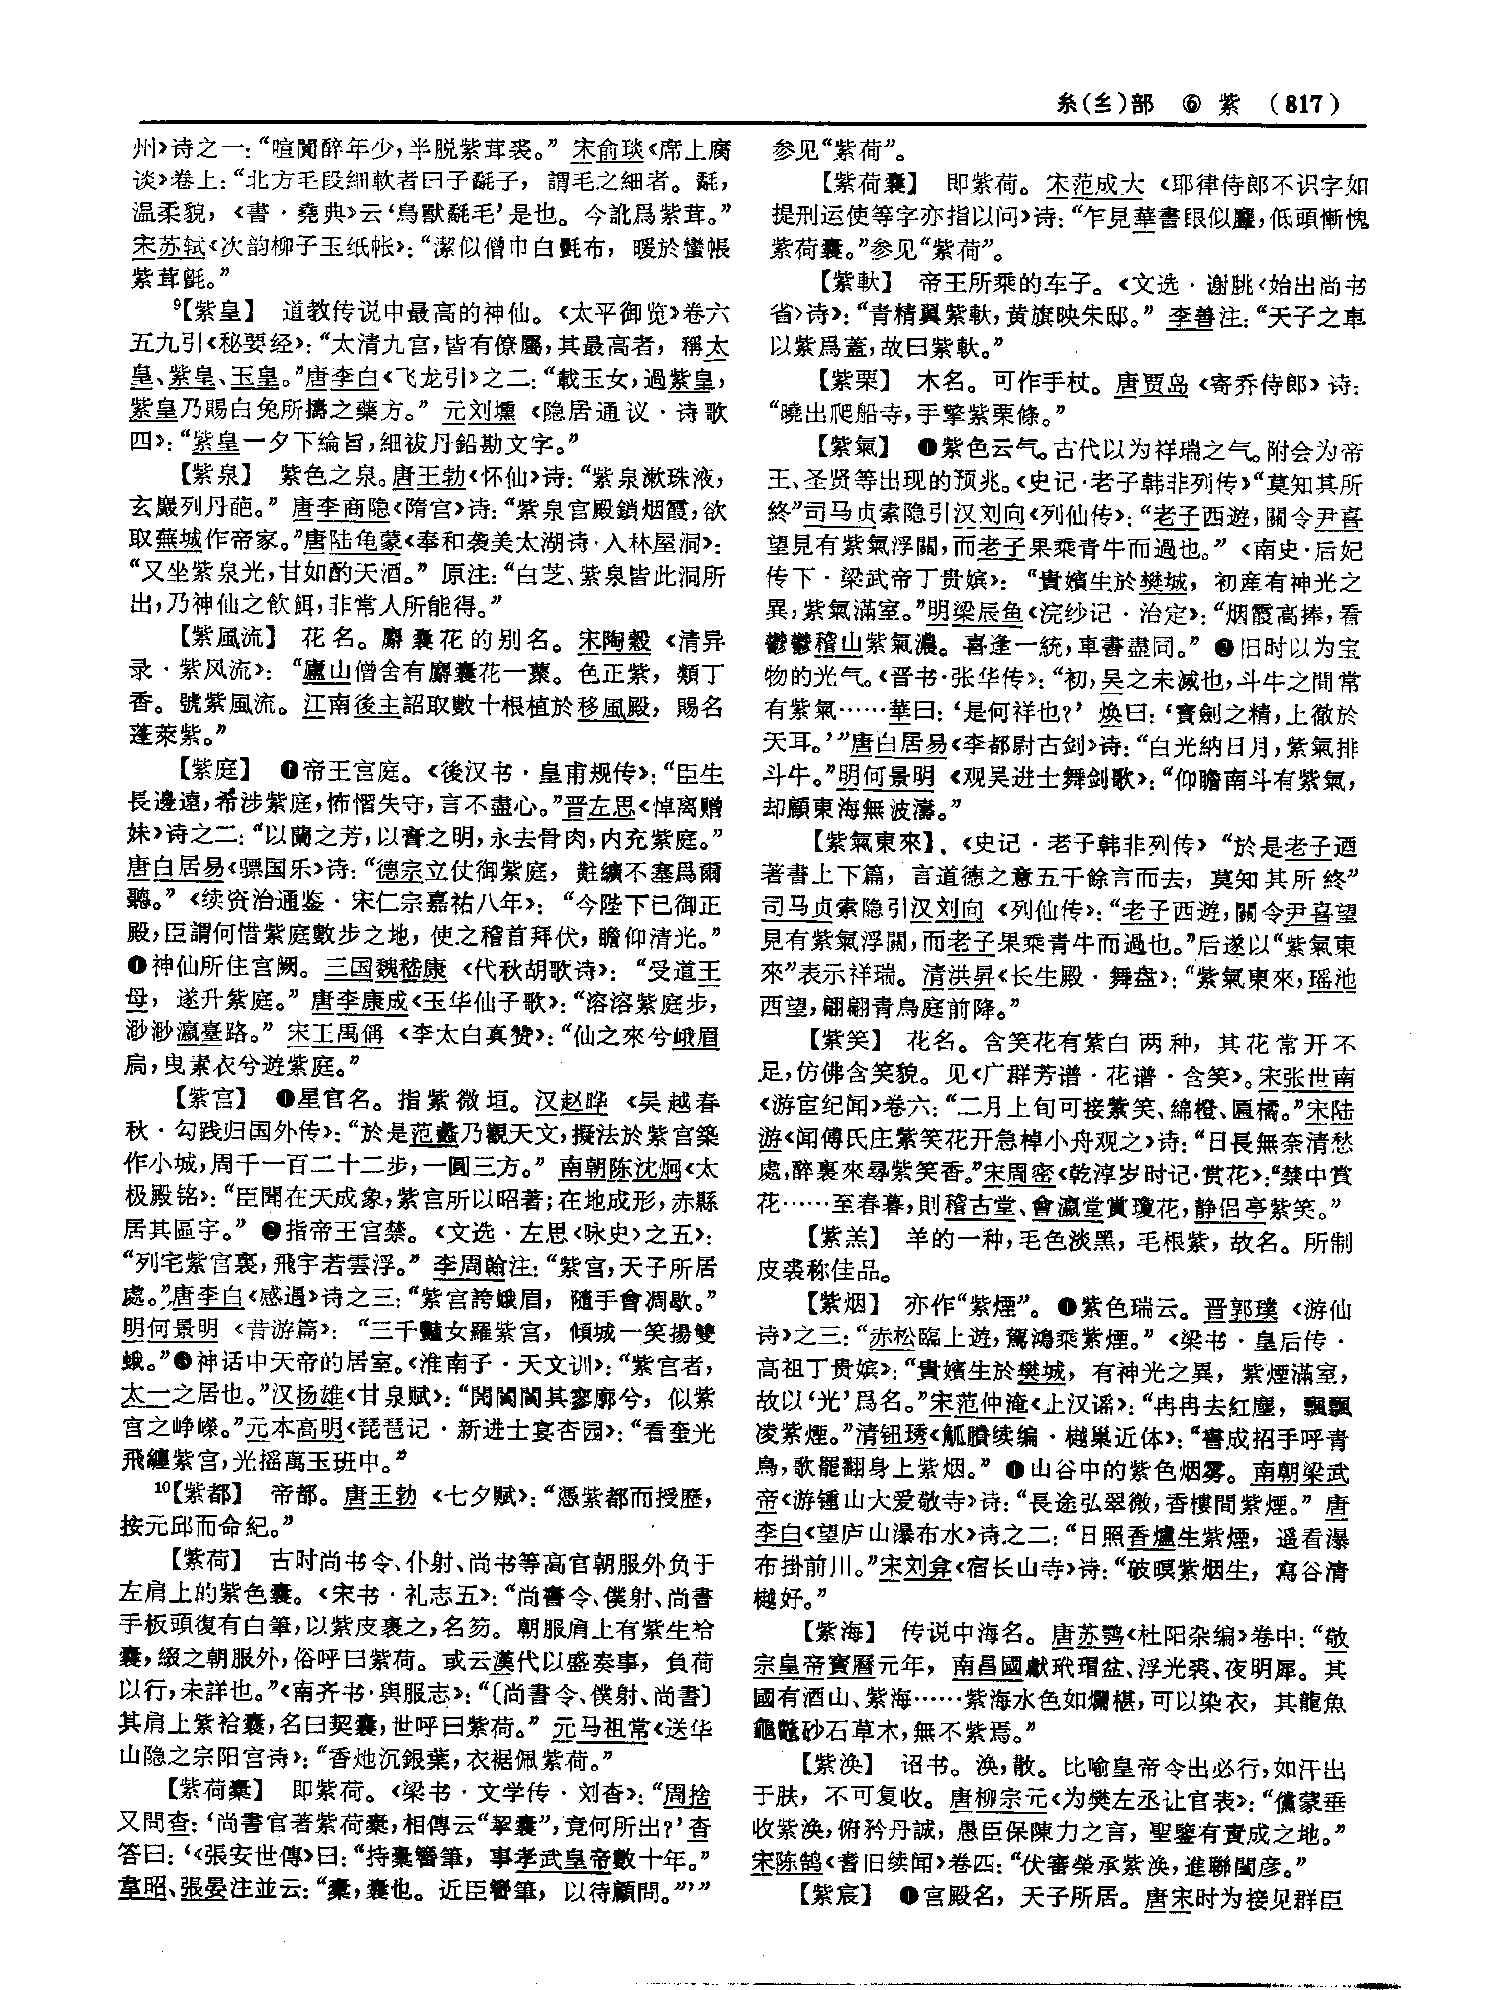 糸(纟)部 ⑥ 紫 (817)
州》诗之一：“喧闐醉年少，半脱紫茸裘。” 宋俞琰《席上腐
谈》卷上：“北方毛段細軟者曰子氄子，謂毛之細者。氄，
温柔貌，《書·堯典》云‘鳥獸氄毛’是也。今訛爲紫茸。”
宋苏轼《次韵柳子玉纸帐》：“潔似僧巾白氎布，暖於蠻帳
紫茸氈。”
⁹【紫皇】 道教传说中最高的神仙。《太平御览》卷六
五九引《秘要经》：“太清九宫，皆有僚屬，其最高者，稱太
皇、紫皇、玉皇。”唐李白《飞龙引》之二：“載玉女，過紫皇，
紫皇乃賜白兔所擣之藥方。” 元刘壎《隐居通议·诗歌
四》：“紫皇一夕下綸旨，細祓丹鉛勘文字。”
【紫泉】 紫色之泉。唐王勃《怀仙》诗：“紫泉漱珠液，
玄巖列丹葩。” 唐李商隐《隋宫》诗：“紫泉宫殿鎖烟霞，欲
取蕪城作帝家。”唐陆龟蒙《奉和袭美太湖诗·入林屋洞》：
“又坐紫泉光，甘如酌天酒。” 原注：“白芝、紫泉皆此洞所
出，乃神仙之飲餌，非常人所能得。”
【紫風流】 花名。麝囊花的别名。宋陶穀《清异
录·紫风流》：“廬山僧舍有麝囊花一叢。色正紫，類丁
香。號紫風流。江南後主詔取數十根植於移風殿，賜名
蓬萊紫。”
【紫庭】 ❶帝王宫庭。《後汉书·皇甫规传》：“臣生
長邊遠，希涉紫庭，怖慴失守，言不盡心。”晋左思《悼离赠
妹》诗之二：“以蘭之芳，以膏之明，永去骨肉，内充紫庭。”
唐白居易《骠国乐》诗：“德宗立仗御紫庭，黈纊不塞爲爾
聽。”《续资治通鉴·宋仁宗嘉祐八年》：“今陛下已御正
殿，臣謂何惜紫庭數步之地，使之稽首拜伏，瞻仰清光。”
❶神仙所住宫阙。三国魏嵇康《代秋胡歌诗》：“受道王
母，遂升紫庭。” 唐李康成《玉华仙子歌》：“溶溶紫庭步，
渺渺瀛臺路。” 宋王禹偁《李太白真赞》：“仙之來兮峨眉
扃，曳素衣兮遊紫庭。”
【紫宫】 ❶星官名。指紫微垣。汉赵晔《吴越春
秋·勾践归国外传》：“於是范蠡乃觀天文，擬法於紫宫築
作小城，周千一百二十二步，一圓三方。” 南朝陈沈炯《太
极殿铭》：“臣聞在天成象，紫宫所以昭著；在地成形，赤縣
居其區宇。” ❷指帝王宫禁。《文选·左思〈咏史〉之五》：
“列宅紫宫裏，飛宇若雲浮。” 李周翰注：“紫宫，天子所居
處。”唐李白《感遇》诗之三：“紫宫誇娥眉，隨手會凋歇。”
明何景明《昔游篇》：“三千艷女羅紫宫，傾城一笑揚雙
蛾。”❸神话中天帝的居室。《淮南子·天文训》：“紫宫者，
太一之居也。”汉扬雄《甘泉赋》：“閌閬閬其寥廓兮，似紫
宫之峥嶸。”元本高明《琵琶记·新进士宴杏园》：“看奎光
飛纏紫宫，光摇萬玉班中。”
¹⁰【紫都】 帝都。唐王勃《七夕赋》：“憑紫都而授歷，
按元邱而命紀。”
【紫荷】 古时尚书令、仆射、尚书等高官朝服外负于
左肩上的紫色囊。《宋书·礼志五》：“尚書令、僕射、尚書
手板頭復有白筆，以紫皮裹之，名笏。朝服肩上有紫生袷
囊，綴之朝服外，俗呼曰紫荷。或云漢代以盛奏事，負荷
以行，未詳也。”《南齐书·舆服志》：“〔尚書令、僕射、尚書〕
其肩上紫袷囊，名曰契囊，世呼曰紫荷。” 元马祖常《送华
山隐之宗阳宫诗》：“香灺沉銀葉，衣裾佩紫荷。”
【紫荷橐】 即紫荷。《梁书·文学传·刘杳》：“周捨
又問杳：‘尚書官著紫荷橐，相傳云“挈囊”，竟何所出？’杳
答曰：‘《張安世傳》曰：“持橐簪筆，事孝武皇帝數十年。”
韋昭、張晏注並云：“橐，囊也。近臣簪筆，以待顧問。”’”
参见“紫荷”。
【紫荷囊】 即紫荷。宋范成大《耶律侍郎不识字如
提刑运使等字亦指以问》诗：“乍見華書眼似麞，低頭慚愧
紫荷囊。”参见“紫荷”。
【紫軑】 帝王所乘的车子。《文选·谢朓〈始出尚书
省〉诗》：“青精翼紫軑，黄旗映朱邸。” 李善注：“天子之車
以紫爲蓋，故曰紫軑。”
【紫栗】 木名。可作手杖。唐贾岛《寄乔侍郎》诗：
“曉出爬船寺，手擎紫栗條。”
【紫氣】 ❶紫色云气。古代以为祥瑞之气。附会为帝
王、圣贤等出现的预兆。《史记·老子韩非列传》“莫知其所
終”司马贞索隐引汉刘向《列仙传》：“老子西遊，關令尹喜
望見有紫氣浮關，而老子果乘青牛而過也。”《南史·后妃
传下·梁武帝丁贵嫔》：“貴嬪生於樊城，初產有神光之
異，紫氣滿室。”明梁辰鱼《浣纱记·治定》：“烟霞高捧，看
鬱鬱稽山紫氣濃。喜逢一統，車書盡同。” ❷旧时以为宝
物的光气。《晋书·张华传》：“初，吴之未滅也，斗牛之間常
有紫氣……華曰：‘是何祥也？’ 煥曰：‘寳劍之精，上徹於
天耳。’”唐白居易《李都尉古剑》诗：“白光納日月，紫氣排
斗牛。”明何景明《观吴进士舞剑歌》：“仰瞻南斗有紫氣，
却顧東海無波濤。”
【紫氣東來】 《史记·老子韩非列传》“於是老子迺
著書上下篇，言道德之意五千餘言而去，莫知其所終”
司马贞索隐引汉刘向《列仙传》：“老子西遊，關令尹喜望
見有紫氣浮關，而老子果乘青牛而過也。”后遂以“紫氣東
來”表示祥瑞。清洪昇《长生殿·舞盘》：“紫氣東來，瑶池
西望，翩翩青鳥庭前降。”
【紫笑】 花名。含笑花有紫白两种，其花常开不
足，仿佛含笑貌。见《广群芳谱·花谱·含笑》。宋张世南
《游宦纪闻》卷六：“二月上旬可接紫笑、綿橙、匾橘。”宋陆
游《闻傅氏庄紫笑花开急棹小舟观之》诗：“日長無奈清愁
處，醉裏來尋紫笑香。”宋周密《乾淳岁时记·赏花》：“禁中賞
花……至春暮，則稽古堂、會瀛堂賞瓊花，静侣亭紫笑。”
【紫羔】 羊的一种，毛色淡黑，毛根紫，故名。所制
皮裘称佳品。
【紫烟】 亦作“紫煙”。❶紫色瑞云。晋郭璞《游仙
诗》之三：“赤松臨上遊，駕鴻乘紫煙。”《梁书·皇后传·
高祖丁贵嫔》：“貴嬪生於樊城，有神光之異，紫煙滿室，
故以‘光’爲名。”宋范仲淹《上汉谣》：“冉冉去紅塵，飄飄
凌紫煙。”清钮琇《觚賸续编·樾巢近体》：“書成招手呼青
鳥，歌罷翻身上紫烟。” ❶山谷中的紫色烟雾。南朝梁武
帝《游锺山大爱敬寺》诗：“長途弘翠微，香樓間紫煙。” 唐
李白《望庐山瀑布水》诗之二：“日照香爐生紫煙，遥看瀑
布掛前川。”宋刘弇《宿长山寺》诗：“破暝紫烟生，寫谷清
樾好。”
【紫海】 传说中海名。唐苏鹗《杜阳杂编》卷中：“敬
宗皇帝寳曆元年，南昌國獻玳瑁盆、浮光裘、夜明犀。其
國有酒山、紫海……紫海水色如爛椹，可以染衣，其龍魚
龜鼈砂石草木，無不紫焉。”
【紫涣】 诏书。涣，散。比喻皇帝令出必行，如汗出
于肤，不可复收。唐柳宗元《为樊左丞让官表》：“儻蒙垂
收紫渙，俯矜丹誠，愚臣保陳力之言，聖鑒有責成之地。”
宋陈鹄《耆旧续闻》卷四：“伏審榮承紫渙，進聯閨彦。”
【紫宸】 ❶宫殿名，天子所居。唐宋时为接见群臣